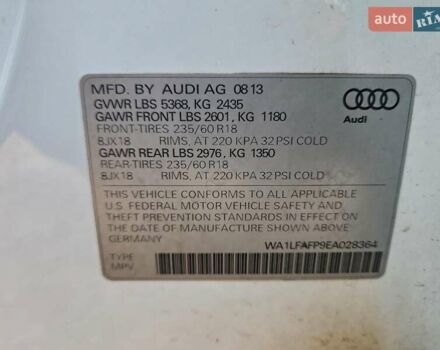 auto RIA
MFD. BY AUDI AG 08 13
GVWR LBS 5368, KG 2435
GAWR FRONT LBS 2601, KG 1180
FRONT-TIRES 235/60 R18
8JX18 RIMS, AT 220 KPA 32 PSI COLD
GAWR REAR LBS 2976, KG 1350
REAR-TIRES 235/60 R18
8JX18 RIMS, AT 220 KPA 32 PSI COLD
Audi
THIS VEHICLE CONFORMS TO ALL APPLICABLE
U.S. FEDERAL MOTOR VEHICLE SAFETY AND
THEFT PREVENTION STANDARDS IN EFFECT ON
THE DATE OF MANUFACTURE SHOWN ABOVE
GERMANY WA1LFAFP9EA028364
TYPE
MPV